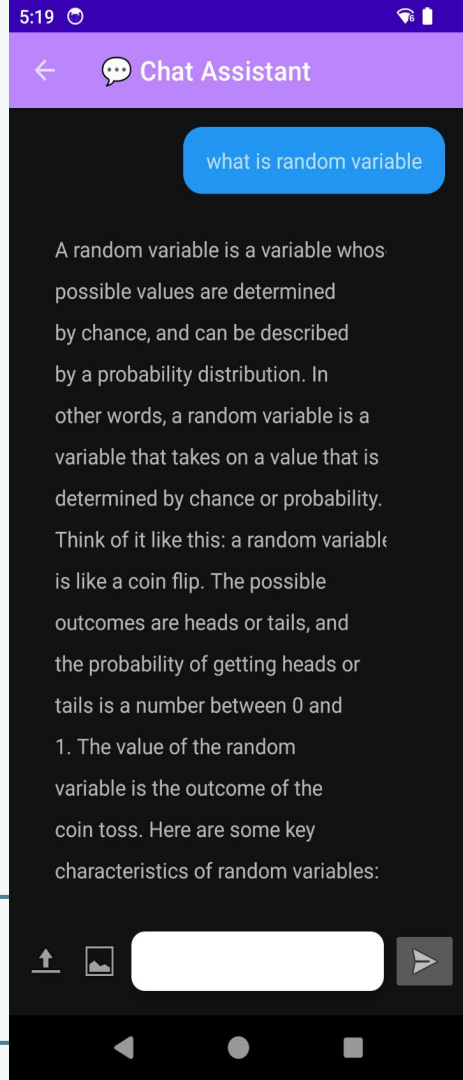 5:19
6
💬 Chat Assistant
what is random variable
A random variable is a variable whos
possible values are determined
by chance, and can be described
by a probability distribution. In
other words, a random variable is a
variable that takes on a value that is
determined by chance or probability.
Think of it like this: a random variable
is like a coin flip. The possible
outcomes are heads or tails, and
the probability of getting heads or
tails is a number between 0 and
1. The value of the random
variable is the outcome of the
coin toss. Here are some key
characteristics of random variables: